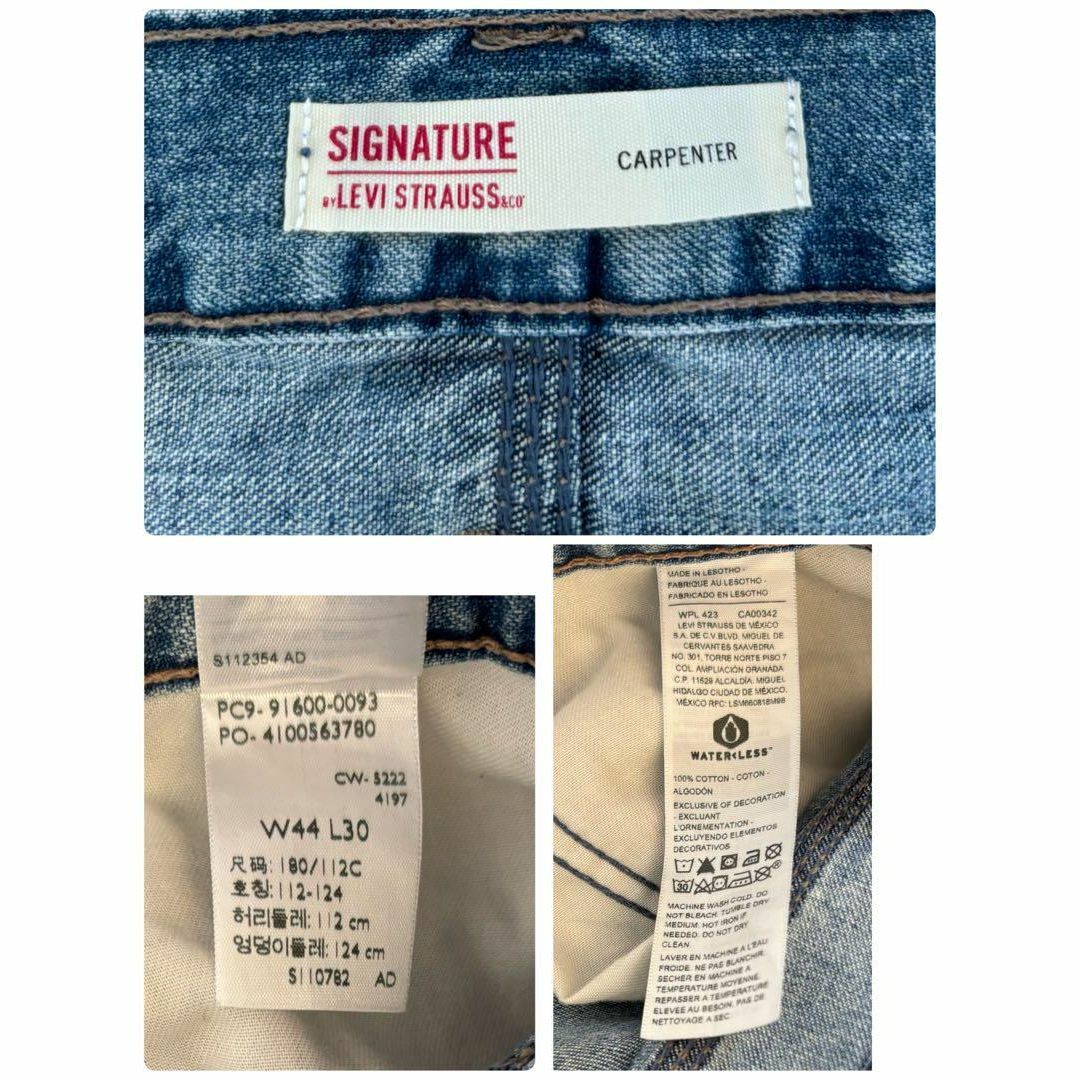 SIGNATURE
BY LEVI STRAUSS &CO
CARPENTER
S112354 AD
PC9-91600-0093
PO-4100563780
CW-5222
4197
W44 L30
尺码: 180/112C
호칭: 112-124
허리둘레: 112 cm
엉덩이둘레: 124 cm
S110782 AD
MADE IN LESOTHO -
FABRIQUE AU LESOTHO -
FABRICADO EN LESOTHO
WPL 423 CA00342
LEVI STRAUSS DE MÉXICO
S.A. DE C.V.BLVD. MIGUEL DE
CERVANTES SAAVEDRA
NO. 301, TORRE NORTE PISO 7
COL. AMPLIACIÓN GRANADA
C.P. 11529 ALCALDÍA. MIGUEL
HIDALGO CIUDAD DE MÉXICO.
MÉXICO RFC: LSM860818M98
WATER<LESS™
100% COTTON - COTON -
ALGODÓN
EXCLUSIVE OF DECORATION
- EXCLUANT
L'ORNEMENTATION -
EXCLUYENDO ELEMENTOS
DECORATIVOS
30
MACHINE WASH COLD. DO
NOT BLEACH. TUMBLE DRY
MEDIUM. HOT IRON IF
NEEDED. DO NOT DRY
CLEAN.
LAVER EN MACHINE A L'EAU
FROIDE. NE PAS BLANCHIR.
SECHER EN MACHINE A
TEMPERATURE MOYENNE.
REPASSER A TEMPERATURE
ELEVEE AU BESOIN, PAS DE
NETTOYAGE A SEC.